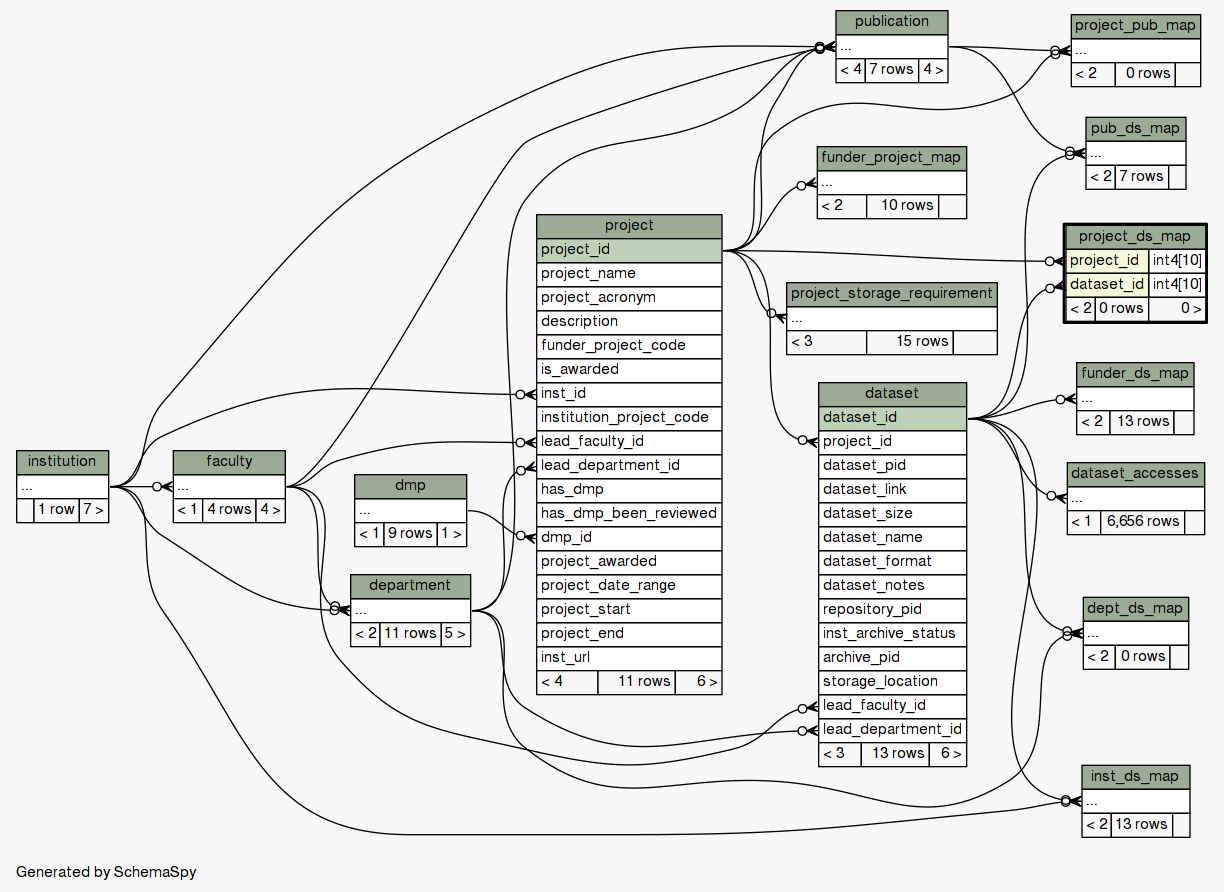 publication
...
< 4 7 rows 4 >
project_pub_map
...
< 2 0 rows
pub_ds_map
...
< 2 7 rows
funder_project_map
...
< 2 10 rows
project_ds_map
project_id int4[10]
dataset_id int4[10]
< 2 0 rows 0 >
project_storage_requirement
...
< 3 15 rows
project
project_id
project_name
project_acronym
description
funder_project_code
is_awarded
inst_id
institution_project_code
lead_faculty_id
lead_department_id
has_dmp
has_dmp_been_reviewed
dmp_id
project_awarded
project_date_range
project_start
project_end
inst_url
< 4 11 rows 6 >
dataset
dataset_id
project_id
dataset_pid
dataset_link
dataset_size
dataset_name
dataset_format
dataset_notes
repository_pid
inst_archive_status
archive_pid
storage_location
lead_faculty_id
lead_department_id
< 3 13 rows 6 >
funder_ds_map
...
< 2 13 rows
dataset_accesses
...
< 1 6,656 rows
institution
...
1 row 7 >
faculty
...
< 1 4 rows 4 >
dmp
...
< 1 9 rows 1 >
department
...
< 2 11 rows 5 >
dept_ds_map
...
< 2 0 rows
inst_ds_map
...
< 2 13 rows
Generated by SchemaSpy